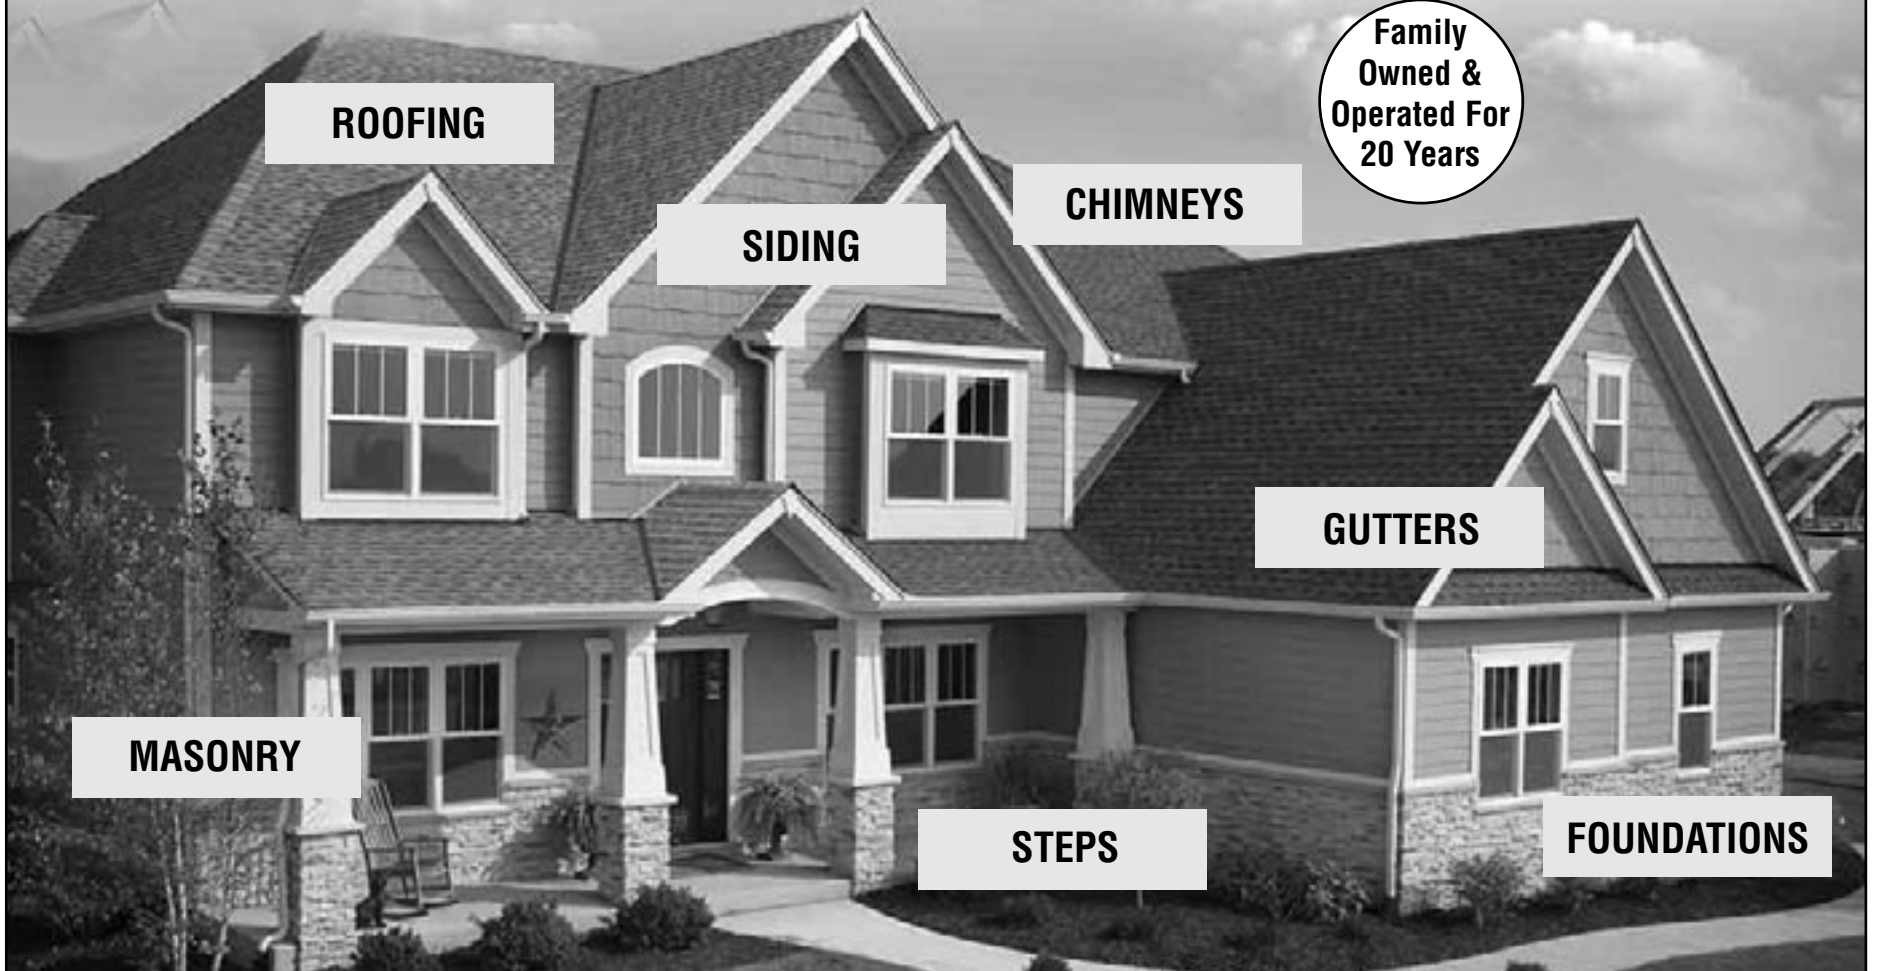 Family
Owned &
Operated For
20 Years
ROOFING
CHIMNEYS
SIDING
GUTTERS
MASONRY
STEPS
FOUNDATIONS